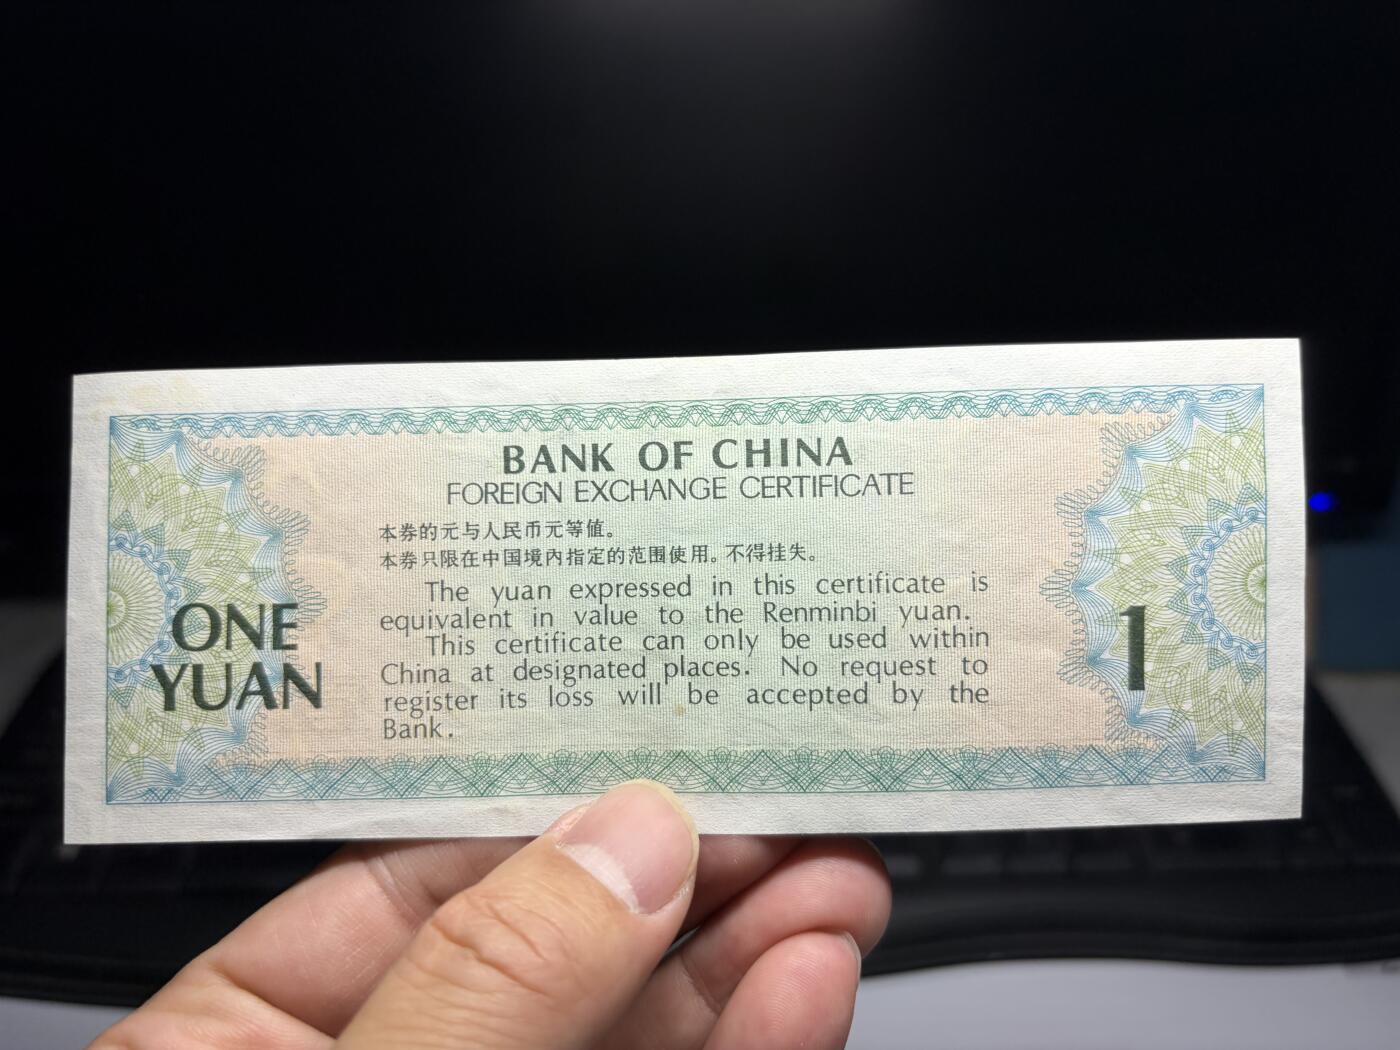 BANK OF CHINA
FOREIGN EXCHANGE CERTIFICATE
本券的元与人民币元等值。
本券只限在中国境内指定的范围使用。不得挂失。
The yuan expressed in this certificate is
equivalent in value to the Renminbi yuan.
This certificate can only be used within
China at designated places. No request to
register its loss will be accepted by the
Bank.
ONE
YUAN
1